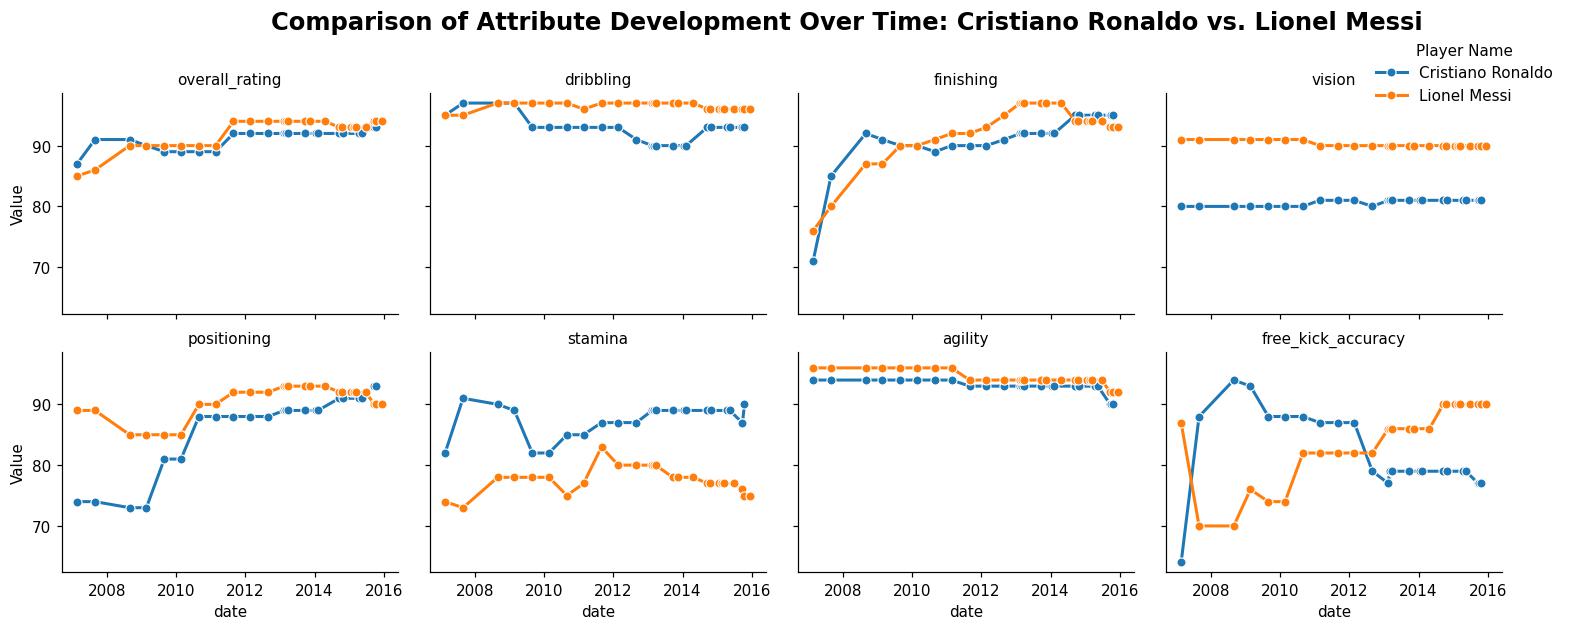 Comparison of Attribute Development Over Time: Cristiano Ronaldo vs. Lionel Messi
Player Name
Cristiano Ronaldo
Lionel Messi
overall_rating
dribbling
finishing
vision
Value
90
80
70
positioning
stamina
agility
free_kick_accuracy
Value
90
80
70
2008 2010 2012 2014 2016
2008 2010 2012 2014 2016
2008 2010 2012 2014 2016
2008 2010 2012 2014 2016
date
date
date
date